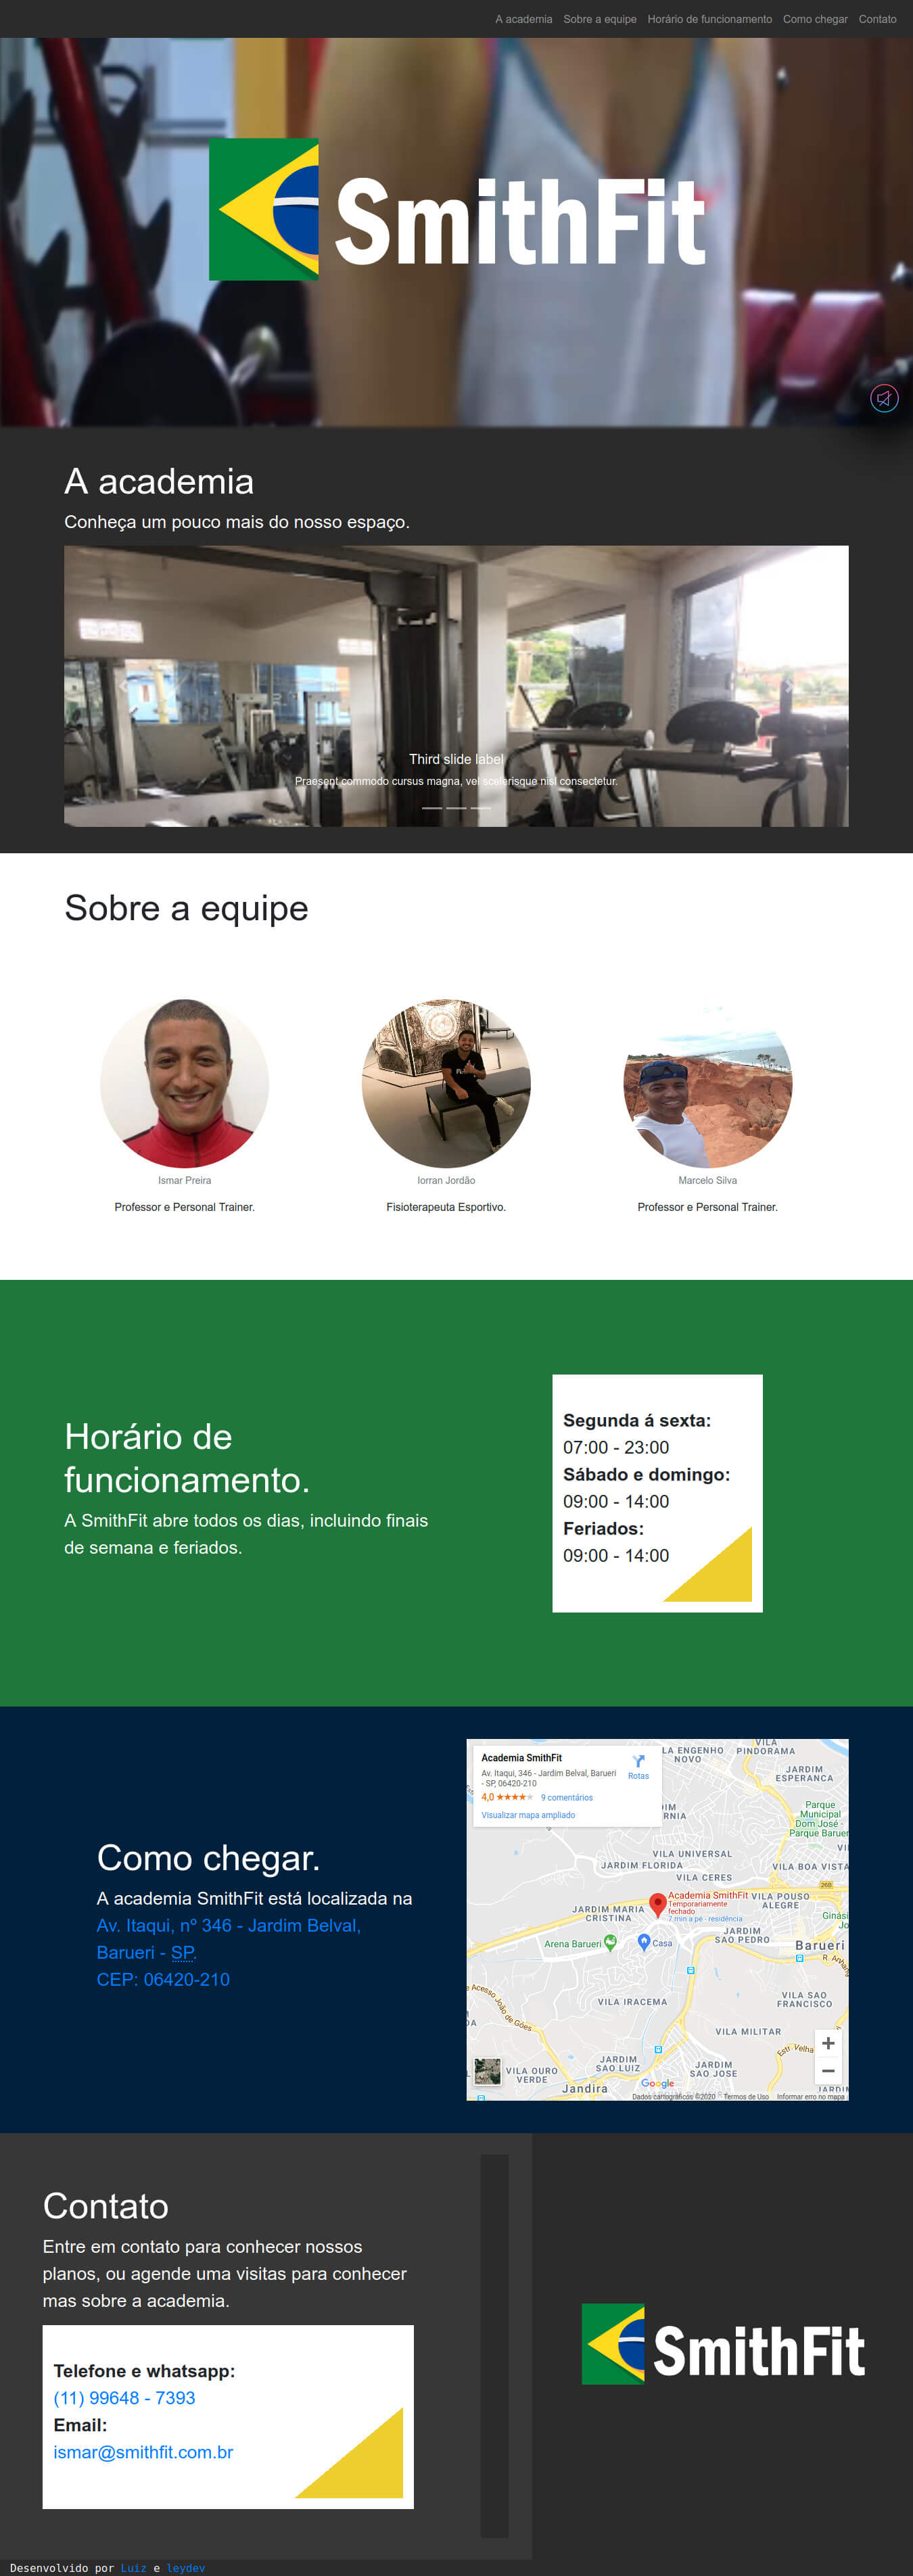 A academia Sobre a equipe Horário de funcionamento Como chegar Contato
SmithFit
A academia
Conheça um pouco mais do nosso espaço.
Third slide label
Praesent commodo cursus magna, vel scelerisque nisl consectetur.
Sobre a equipe
Ismar Preira
Professor e Personal Trainer.
Iorran Jordão
Fisioterapeuta Esportivo.
Marcelo Silva
Professor e Personal Trainer.
Horário de
funcionamento.
A SmithFit abre todos os dias, incluindo finais
de semana e feriados.
Segunda á sexta:
07:00 - 23:00
Sábado e domingo:
09:00 - 14:00
Feriados:
09:00 - 14:00
Como chegar.
A academia SmithFit está localizada na
Av. Itaqui, nº 346 - Jardim Belval,
Barueri - SP.
CEP: 06420-210
Academia SmithFit
Av. Itaqui, 346 - Jardim Belval, Barueri
- SP, 06420-210
4,0 ★★★★★ 9 comentários
Visualizar mapa ampliado
Rotas
LA ENGENHO
NOVO
VILA
PINDORAMA
JARDIM
ESPERANCA
Parque
Municipal
Dom José -
Parque Barueri
VILA UNIVERSAL
JARDIM FLORIDA
VILA CERES
VILA BOA VISTA
268
Academia SmithFit
Temporariamente
fechado
7 min a pé - residência
VILA POUSO
ALEGRE
JARDIM MARIA
CRISTINA
Arena Barueri
Casa
JARDIM
SAO PEDRO
Barueri
VILA IRACEMA
VILA SAO
FRANCISCO
VILA MILITAR
JARDIM
SAO LUIZ
JARDIM
SAO JOSE
VILA OURO
VERDE
Jandira
Google
Dados cartográficos ©2020 Termos de Uso Informar erro no mapa
Contato
Entre em contato para conhecer nossos
planos, ou agende uma visitas para conhecer
mas sobre a academia.
Telefone e whatsapp:
(11) 99648 - 7393
Email:
ismar@smithfit.com.br
SmithFit
Desenvolvido por Luiz e leydev